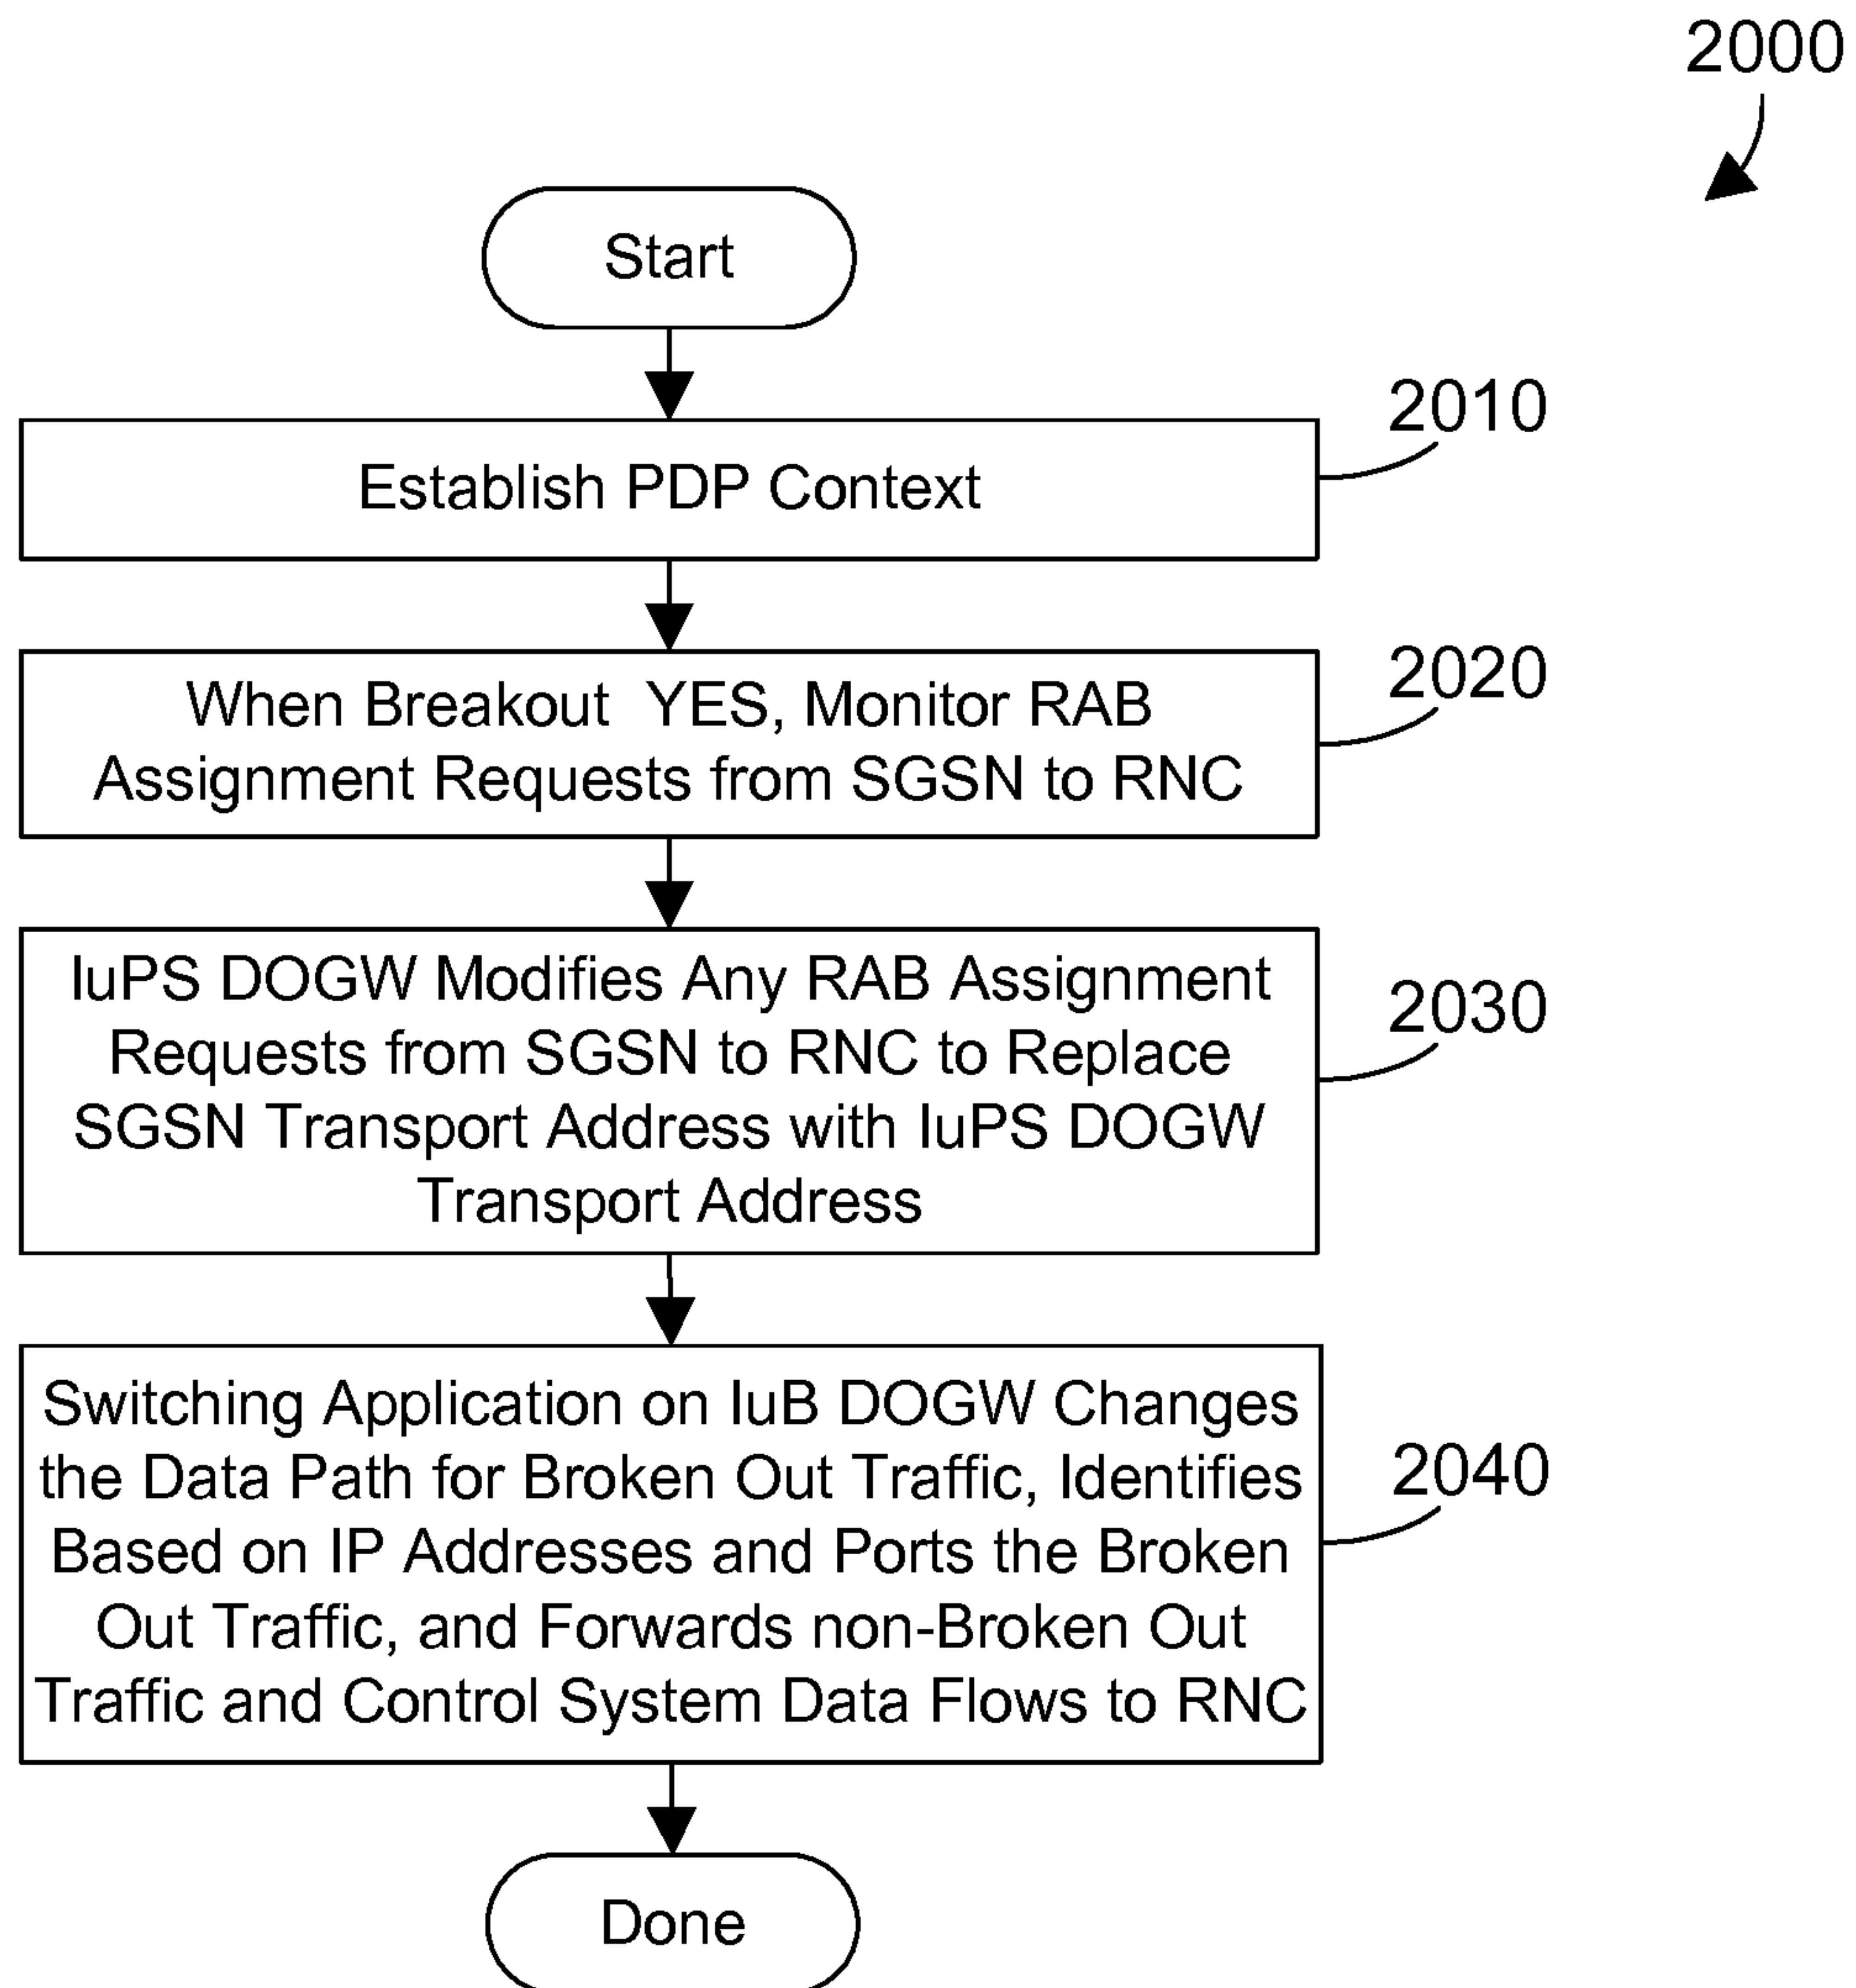 2000
Start
2010
Establish PDP Context
2020
When Breakout YES, Monitor RAB
Assignment Requests from SGSN to RNC
IuPS DOGW Modifies Any RAB Assignment
2030
Requests from SGSN to RNC to Replace
SGSN Transport Address with IuPS DOGW
Transport Address
Switching Application on IuB DOGW Changes
the Data Path for Broken Out Traffic, Identifies
2040
Based on IP Addresses and Ports the Broken
Out Traffic, and Forwards non-Broken Out
Traffic and Control System Data Flows to RNC
Done